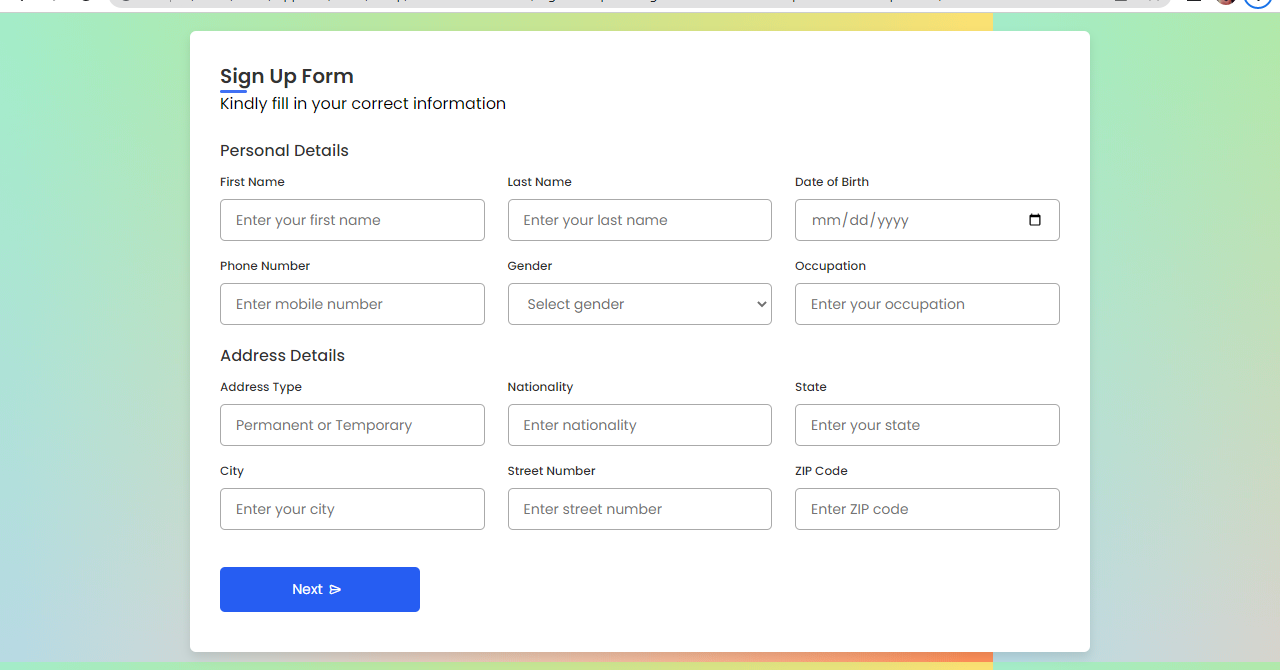 Sign Up Form
Kindly fill in your correct information
Personal Details
First Name Last Name Date of Birth
Enter your first name Enter your last name mm/dd/yyyy
Phone Number Gender Occupation
Enter mobile number Select gender Enter your occupation
Address Details
Address Type Nationality State
Permanent or Temporary Enter nationality Enter your state
City Street Number ZIP Code
Enter your city Enter street number Enter ZIP code
Next